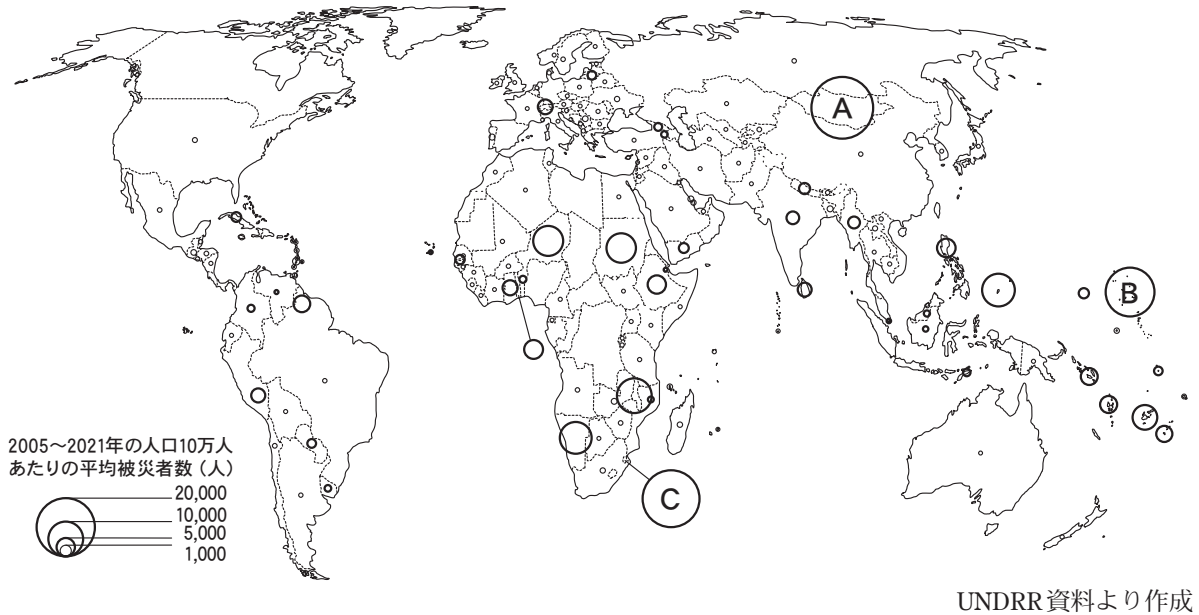 A
B
C
2005～2021年の人口10万人
あたりの平均被災者数（人）
20,000
10,000
5,000
1,000
UNDRR資料より作成